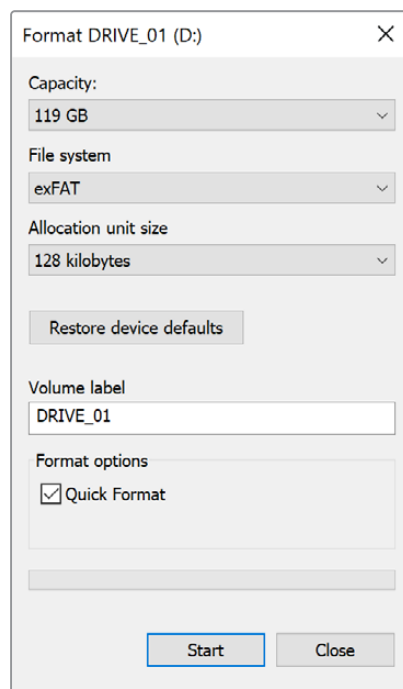 Format DRIVE_01 (D:)
Capacity:
119 GB
File system
exFAT
Allocation unit size
128 kilobytes
Restore device defaults
Volume label
DRIVE_01
Format options
Quick Format
Start Close